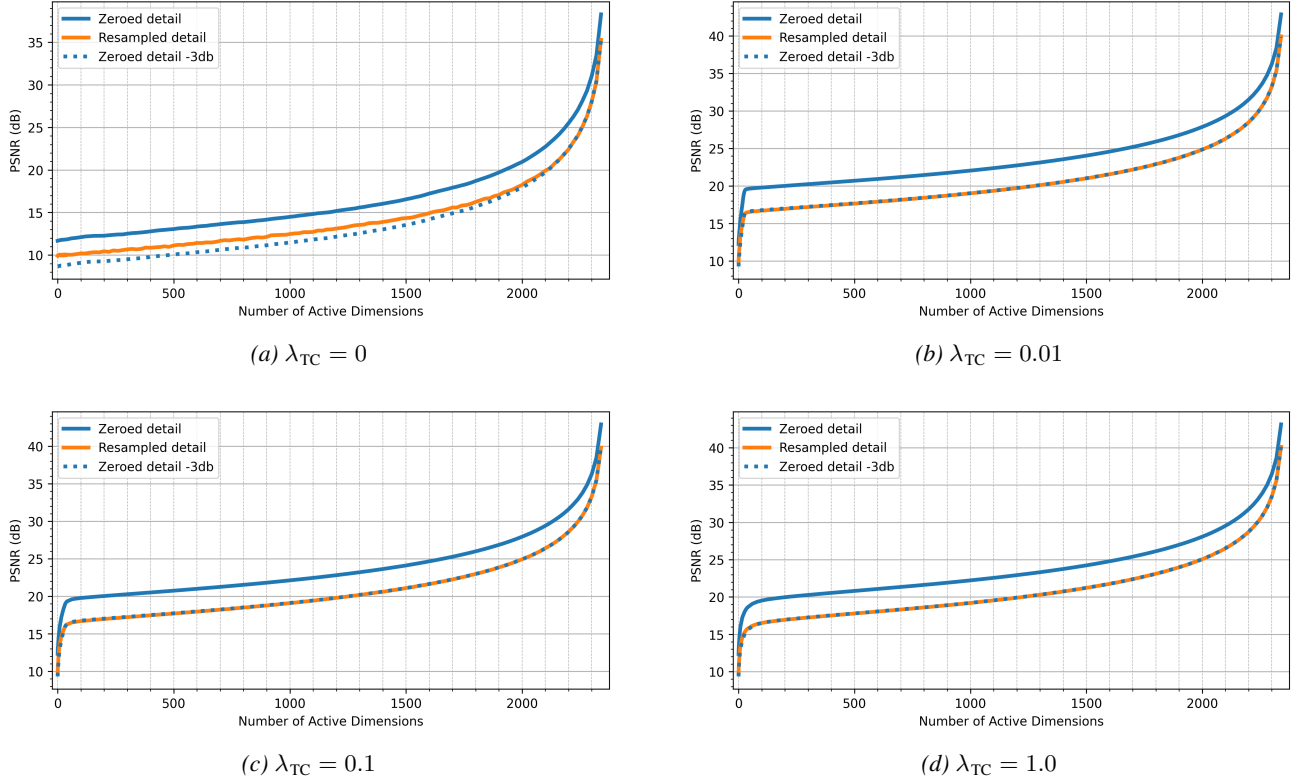 Zeroed detail
Resampled detail
Zeroed detail -3db
PSNR (dB)
35
30
25
20
15
10
0 500 1000 1500 2000
Number of Active Dimensions
(a) λTC = 0
Zeroed detail
Resampled detail
Zeroed detail -3db
PSNR (dB)
40
35
30
25
20
15
10
0 500 1000 1500 2000
Number of Active Dimensions
(b) λTC = 0.01
Zeroed detail
Resampled detail
Zeroed detail -3db
PSNR (dB)
40
35
30
25
20
15
10
0 500 1000 1500 2000
Number of Active Dimensions
(c) λTC = 0.1
Zeroed detail
Resampled detail
Zeroed detail -3db
PSNR (dB)
40
35
30
25
20
15
10
0 500 1000 1500 2000
Number of Active Dimensions
(d) λTC = 1.0